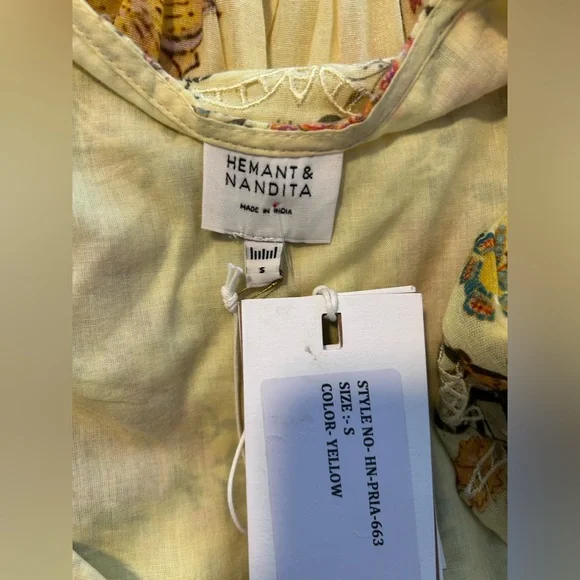 HEMANT &
NANDITA
MADE IN INDIA
S
STYLE NO- HN-PRIA-663
SIZE :- S
COLOR- YELLOW